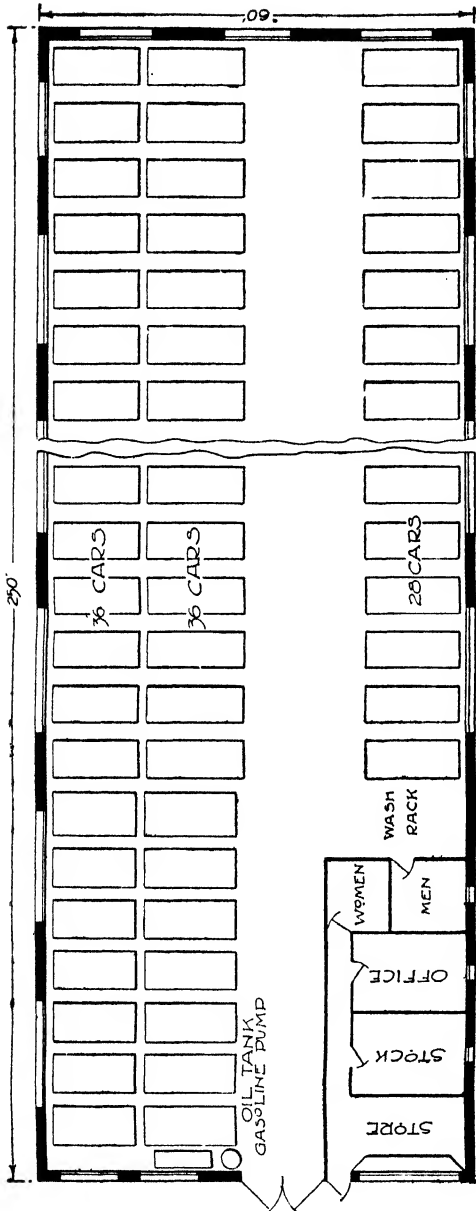 60'
250'
36 CARS
36 CARS
28 CARS
WASH
RACK
WOMEN
MEN
OFFICE
STOCK
STORE
OIL TANK
GASOLINE PUMP